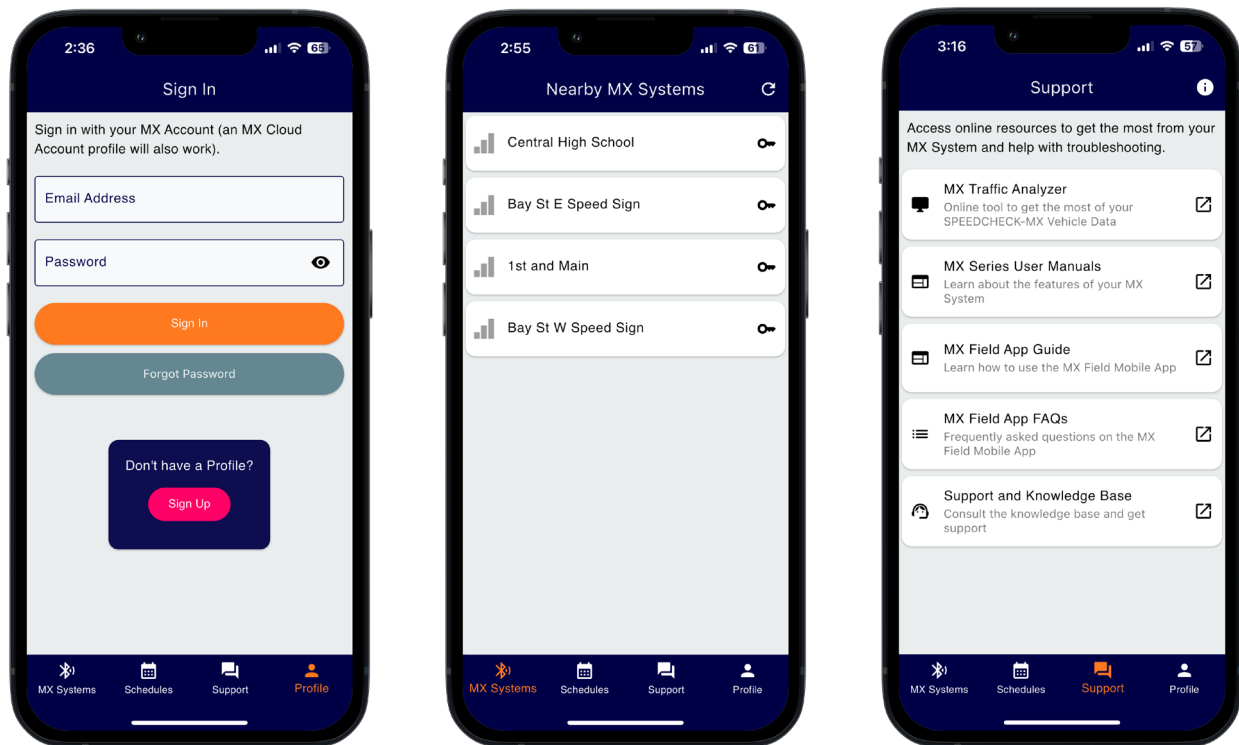 2:36
65
Sign In
Sign in with your MX Account (an MX Cloud
Account profile will also work).
Email Address
Password
Sign In
Forgot Password
Don't have a Profile?
Sign Up
MX Systems
Schedules
Support
Profile
2:55
61
Nearby MX Systems
Central High School
Bay St E Speed Sign
1st and Main
Bay St W Speed Sign
MX Systems
Schedules
Support
Profile
3:16
57
Support
Access online resources to get the most from your
MX System and help with troubleshooting.
MX Traffic Analyzer
Online tool to get the most of your
SPEEDCHECK-MX Vehicle Data
MX Series User Manuals
Learn about the features of your MX
System
MX Field App Guide
Learn how to use the MX Field Mobile App
MX Field App FAQs
Frequently asked questions on the MX
Field Mobile App
Support and Knowledge Base
Consult the knowledge base and get
support
MX Systems
Schedules
Support
Profile